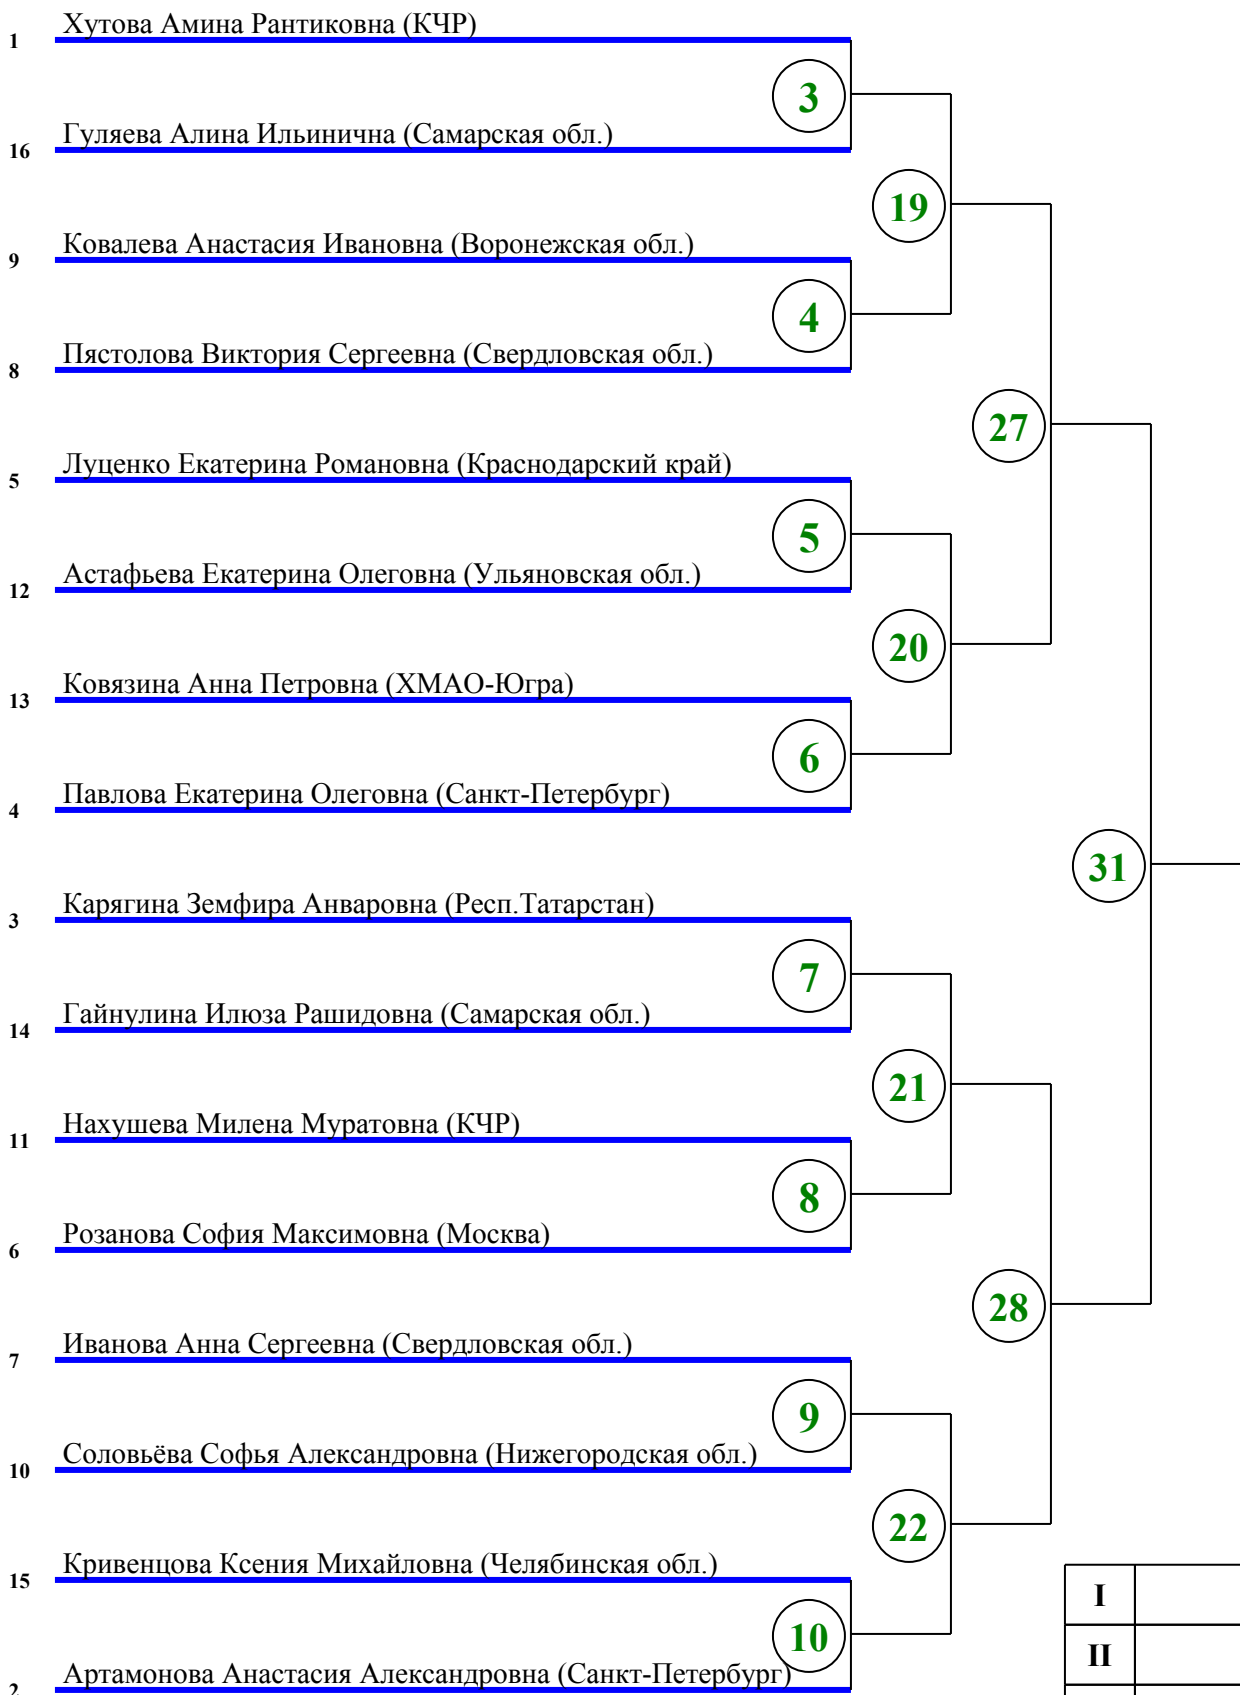 Хутова Амина Рантиковна (КЧР)
1
3
Гуляева Алина Ильинична (Самарская обл.)
16
19
Ковалева Анастасия Ивановна (Воронежская обл.)
9
4
Пястолова Виктория Сергеевна (Свердловская обл.)
8
27
Луценко Екатерина Романовна (Краснодарский край)
5
5
Астафьева Екатерина Олеговна (Ульяновская обл.)
12
20
Ковязина Анна Петровна (ХМАО-Югра)
13
6
Павлова Екатерина Олеговна (Санкт-Петербург)
4
31
Карягина Земфира Анваровна (Респ.Татарстан)
3
7
Гайнулина Илюза Рашидовна (Самарская обл.)
14
21
Нахушева Милена Муратовна (КЧР)
11
8
Розанова София Максимовна (Москва)
6
28
Иванова Анна Сергеевна (Свердловская обл.)
7
9
Соловьёва Софья Александровна (Нижегородская обл.)
10
22
Кривенцова Ксения Михайловна (Челябинская обл.)
15
I
10
II
Артамонова Анастасия Александровна (Санкт-Петербург)
2